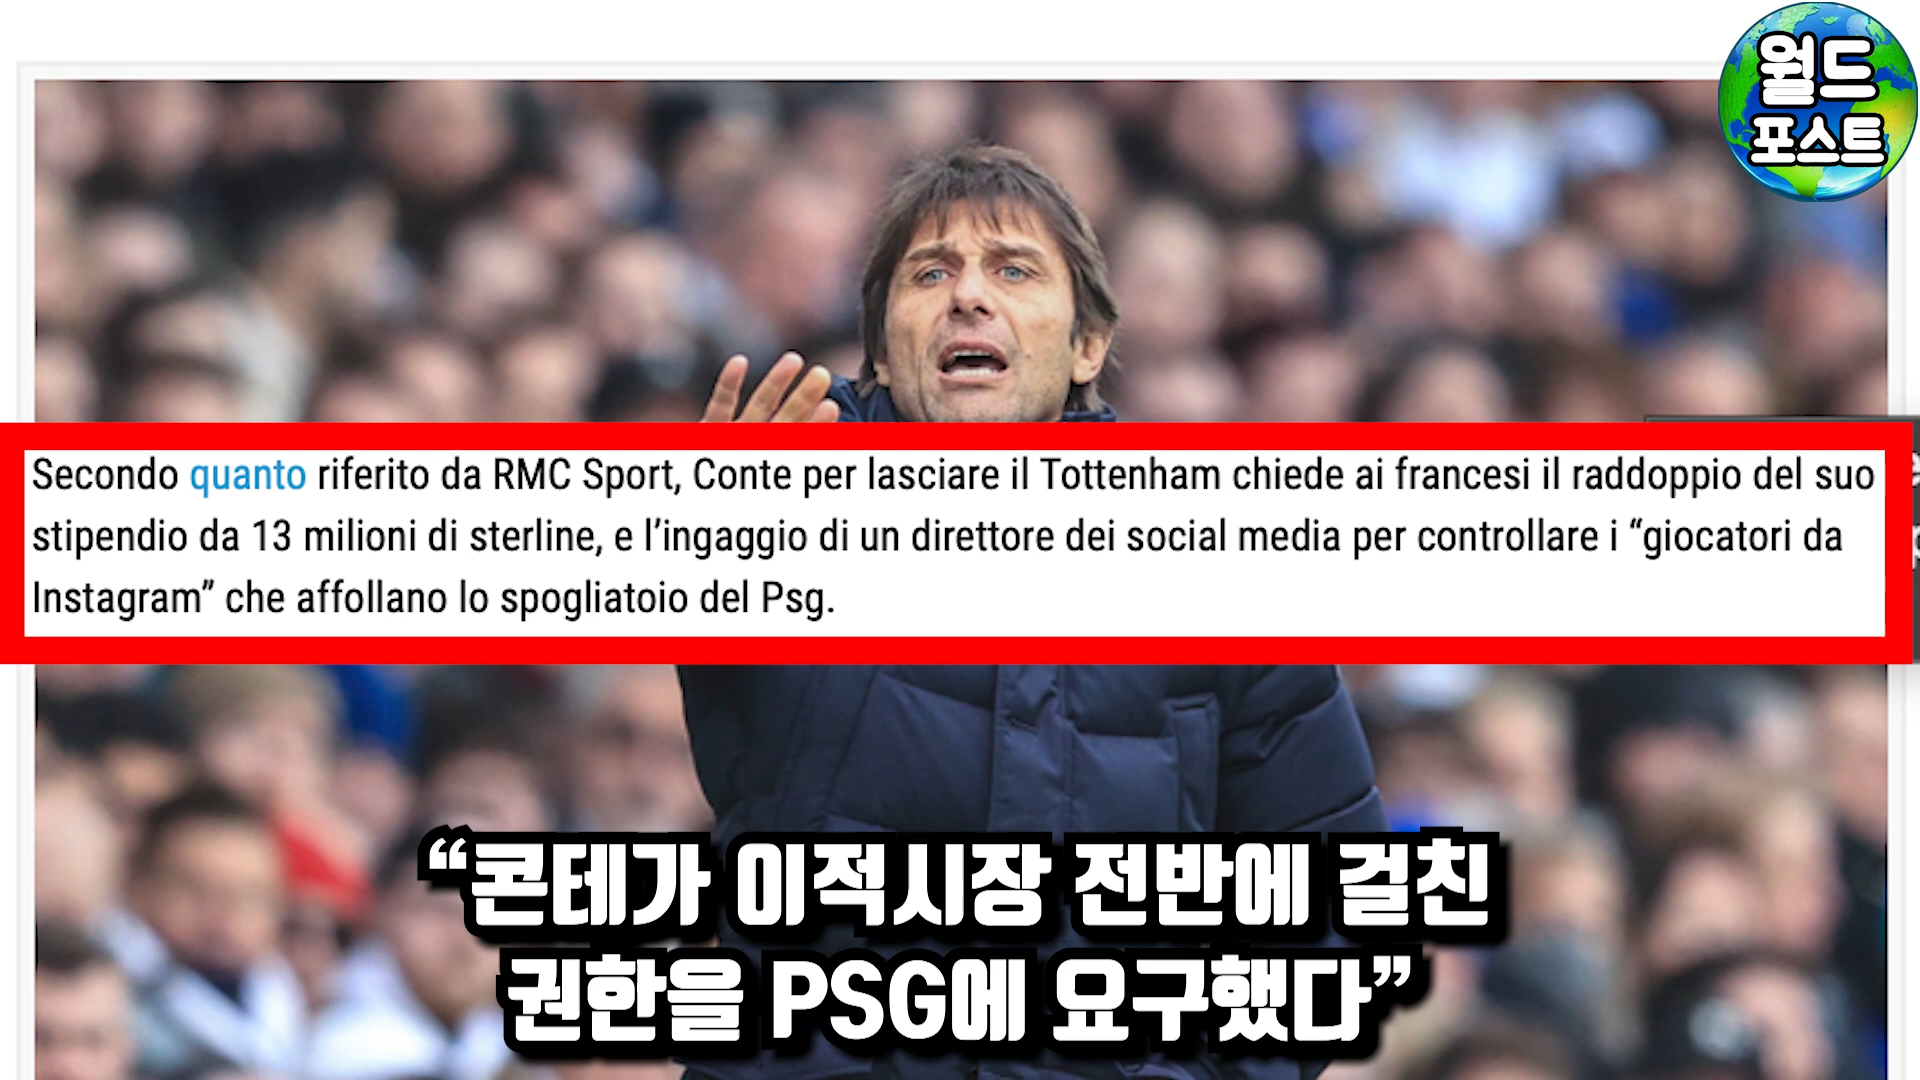 월드
포스트
Secondo quanto riferito da RMC Sport, Conte per lasciare il Tottenham chiede ai francesi il raddoppio del suo
stipendio da 13 milioni di sterline, e l’ingaggio di un direttore dei social media per controllare i “giocatori da
Instagram” che affollano lo spogliatoio del Psg.
“콘테가 이적시장 전반에 걸친
권한을 PSG에 요구했다”